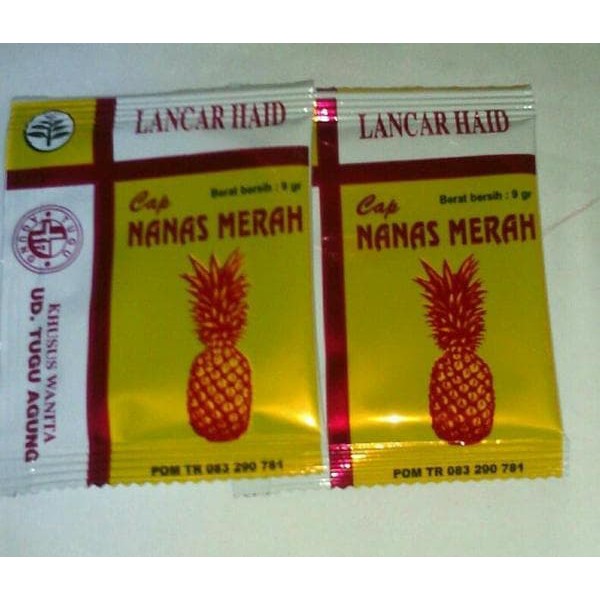 LANCAR HAID
Berat bersih : 9 gr
Cap
NANAS MERAH
TUGU
KHUSUS WANITA
UD. TUGU AGUNG
POM TR 083 290 781
LANCAR HAID
Berat bersih : 9 gr
Cap
NANAS MERAH
POM TR 083 290 781